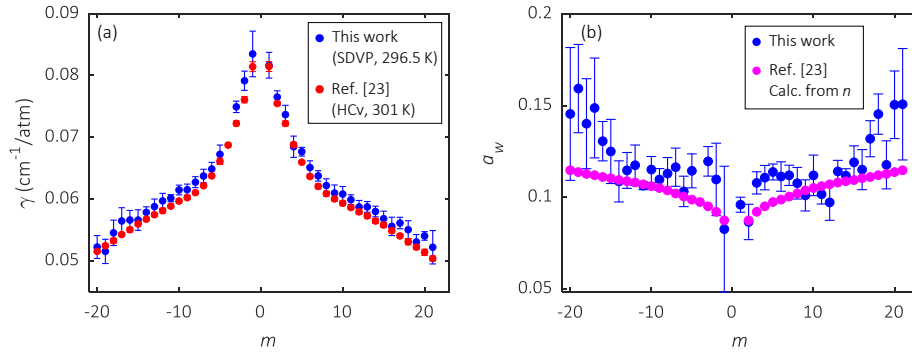 (a)
This work
(SDVP, 296.5 K)
Ref. [23]
(HCv, 301 K)
0.09
0.08
0.07
0.06
0.05
γ (cm⁻¹/atm)
-20
-10
0
10
20
m
(b)
This work
Ref. [23]
Calc. from n
0.2
0.15
0.1
0.05
a_w
-20
-10
0
10
20
m